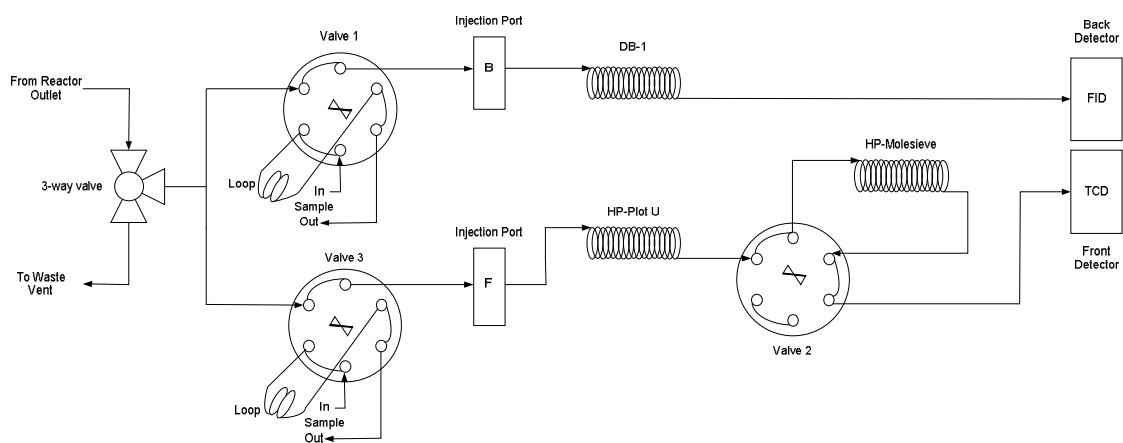 Injection Port
Back
Detector
Valve 1
DB-1
From Reactor
Outlet
B
FID
HP-Molesieve
3-way valve
Loop
In
Sample
Out
HP-Plot U
TCD
Injection Port
Front
Detector
To Waste
Vent
Valve 3
F
Valve 2
Loop
In
Sample
Out